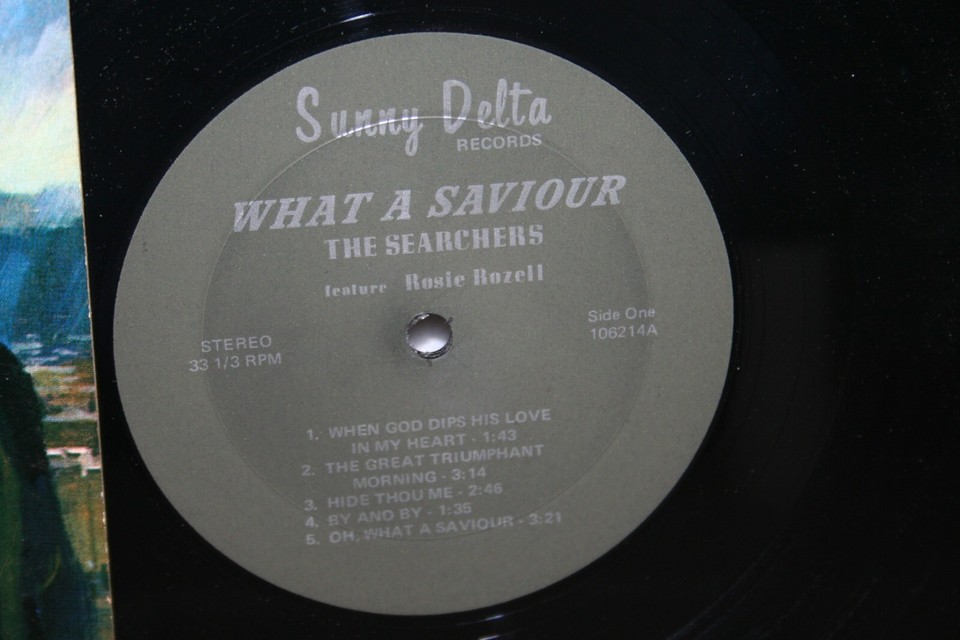 Sunny Delta
RECORDS
WHAT A SAVIOUR
THE SEARCHERS
feature Rosie Rozell
STEREO
33 1/3 RPM
Side One
106214A
1. WHEN GOD DIPS HIS LOVE
IN MY HEART - 1:43
2. THE GREAT TRIUMPHANT
MORNING - 3:14
3. HIDE THOU ME - 2:46
4. BY AND BY - 1:35
5. OH, WHAT A SAVIOUR - 3:21